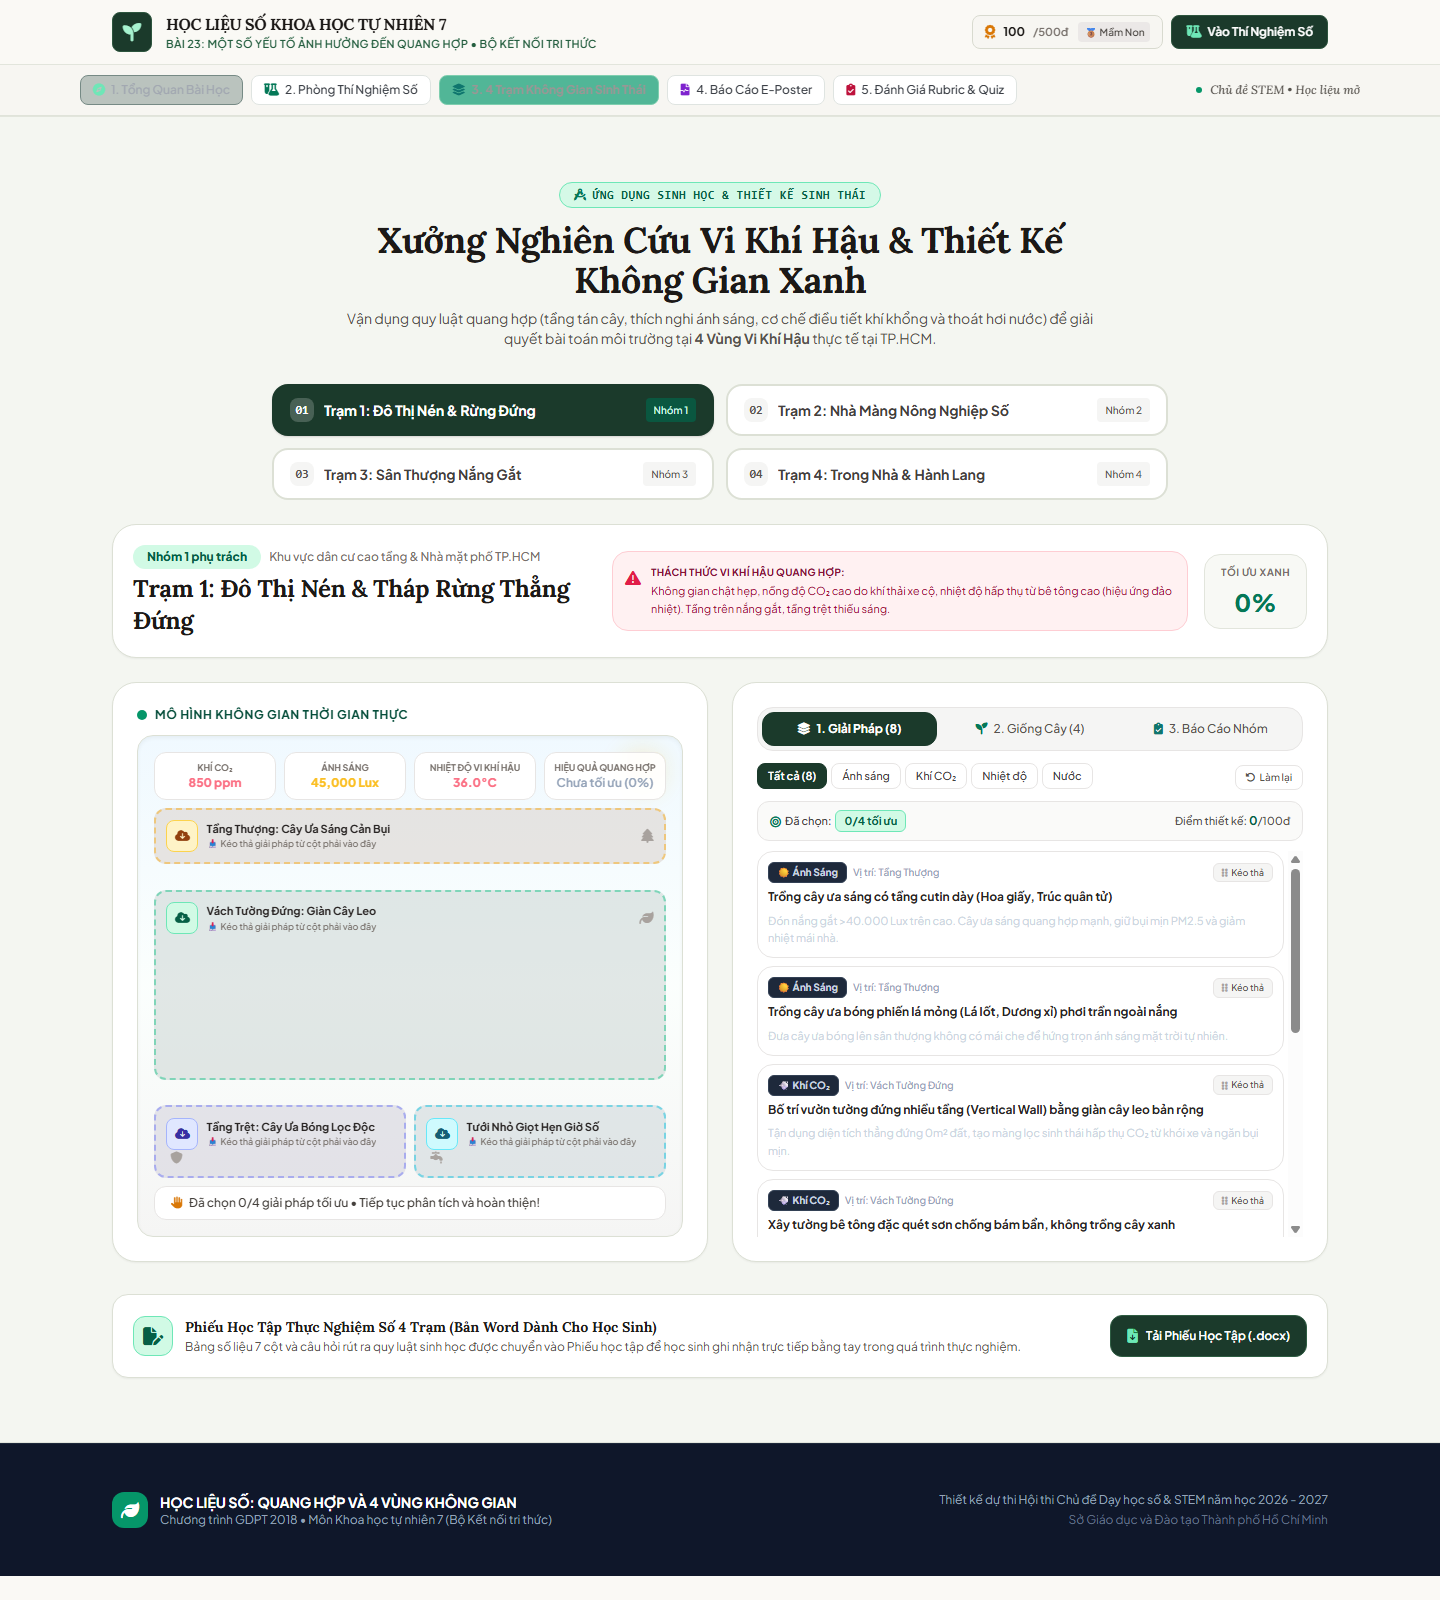 HỌC LIỆU SỐ KHOA HỌC TỰ NHIÊN 7
BÀI 23: MỘT SỐ YẾU TỐ ẢNH HƯỞNG ĐẾN QUANG HỢP • BỘ KẾT NỐI TRI THỨC
100 /500đ Mầm Non
Vào Thí Nghiệm Số
1. Tổng Quan Bài Học
2. Phòng Thí Nghiệm Số
4. Báo Cáo E-Poster
5. Đánh Giá Rubric & Quiz
Chủ đề STEM • Học liệu mở
ỨNG DỤNG SINH HỌC & THIẾT KẾ SINH THÁI
Xưởng Nghiên Cứu Vi Khí Hậu & Thiết Kế
Không Gian Xanh
Vận dụng quy luật quang hợp (tầng tán cây, thích nghi ánh sáng, cơ chế điều tiết khí khổng và thoát hơi nước) để giải
quyết bài toán môi trường tại 4 Vùng Vi Khí Hậu thực tế tại TP.HCM.
01 Trạm 1: Đô Thị Nén & Rừng Đứng Nhóm 1
02 Trạm 2: Nhà Màng Nông Nghiệp Số Nhóm 2
03 Trạm 3: Sân Thượng Nắng Gắt Nhóm 3
04 Trạm 4: Trong Nhà & Hành Lang Nhóm 4
Nhóm 1 phụ trách Khu vực dân cư cao tầng & Nhà mặt phố TP.HCM
Trạm 1: Đô Thị Nén & Tháp Rừng Thẳng
Đứng
THÁCH THỨC VI KHÍ HẬU QUANG HỢP:
Không gian chật hẹp, nồng độ CO₂ cao do khí thải xe cộ, nhiệt độ hấp thụ từ bê tông cao (hiệu ứng đảo
nhiệt). Tầng trên nắng gắt, tầng trệt thiếu sáng.
TỐI ƯU XANH
0%
MÔ HÌNH KHÔNG GIAN THỜI GIAN THỰC
KHÍ CO₂
850 ppm
ÁNH SÁNG
45,000 Lux
NHIỆT ĐỘ VI KHÍ HẬU
36.0°C
HIỆU QUẢ QUANG HỢP
Chưa tối ưu (0%)
Tầng Thượng: Cây Ưa Sáng Cản Bụi
Kéo thả giải pháp từ cột phải vào đây
Vách Tường Đứng: Giàn Cây Leo
Kéo thả giải pháp từ cột phải vào đây
Tầng Trệt: Cây Ưa Bóng Lọc Độc
Kéo thả giải pháp từ cột phải vào đây
Tưới Nhỏ Giọt Hẹn Giờ Số
Kéo thả giải pháp từ cột phải vào đây
Đã chọn 0/4 giải pháp tối ưu • Tiếp tục phân tích và hoàn thiện!
1. Giải Pháp (8)
2. Giống Cây (4)
3. Báo Cáo Nhóm
Tất cả (8) Ánh sáng Khí CO₂ Nhiệt độ Nước Làm lại
Đã chọn: 0/4 tối ưu Điểm thiết kế: 0/100đ
Ánh Sáng Vị trí: Tầng Thượng Kéo thả
Trồng cây ưa sáng có tầng cutin dày (Hoa giấy, Trúc quân tử)
Đón nắng gắt >40.000 Lux trên cao. Cây ưa sáng quang hợp mạnh, giữ bụi mịn PM2.5 và giảm
nhiệt mái nhà.
Ánh Sáng Vị trí: Tầng Thượng Kéo thả
Trồng cây ưa bóng phiến lá mỏng (Lá lốt, Dương xỉ) phơi trần ngoài nắng
Đưa cây ưa bóng lên sân thượng không có mái che để hứng trọn ánh sáng mặt trời tự nhiên.
Khí CO₂ Vị trí: Vách Tường Đứng Kéo thả
Bố trí vườn tường đứng nhiều tầng (Vertical Wall) bằng giàn cây leo bản rộng
Tận dụng diện tích thẳng đứng 0m² đất, tạo màng lọc sinh thái hấp thụ CO₂ từ khói xe và ngăn bụi
mịn.
Khí CO₂ Vị trí: Vách Tường Đứng Kéo thả
Xây tường bê tông đặc quét sơn chống bám bẩn, không trồng cây xanh
Phiếu Học Tập Thực Nghiệm Số 4 Trạm (Bản Word Dành Cho Học Sinh)
Bảng số liệu 7 cột và câu hỏi rút ra quy luật sinh học được chuyển vào Phiếu học tập để học sinh ghi nhận trực tiếp bằng tay trong quá trình thực nghiệm.
Tải Phiếu Học Tập (.docx)
HỌC LIỆU SỐ: QUANG HỢP VÀ 4 VÙNG KHÔNG GIAN
Chương trình GDPT 2018 • Môn Khoa học tự nhiên 7 (Bộ Kết nối tri thức)
Thiết kế dự thi Hội thi Chủ đề Dạy học số & STEM năm học 2026 - 2027
Sở Giáo dục và Đào tạo Thành phố Hồ Chí Minh